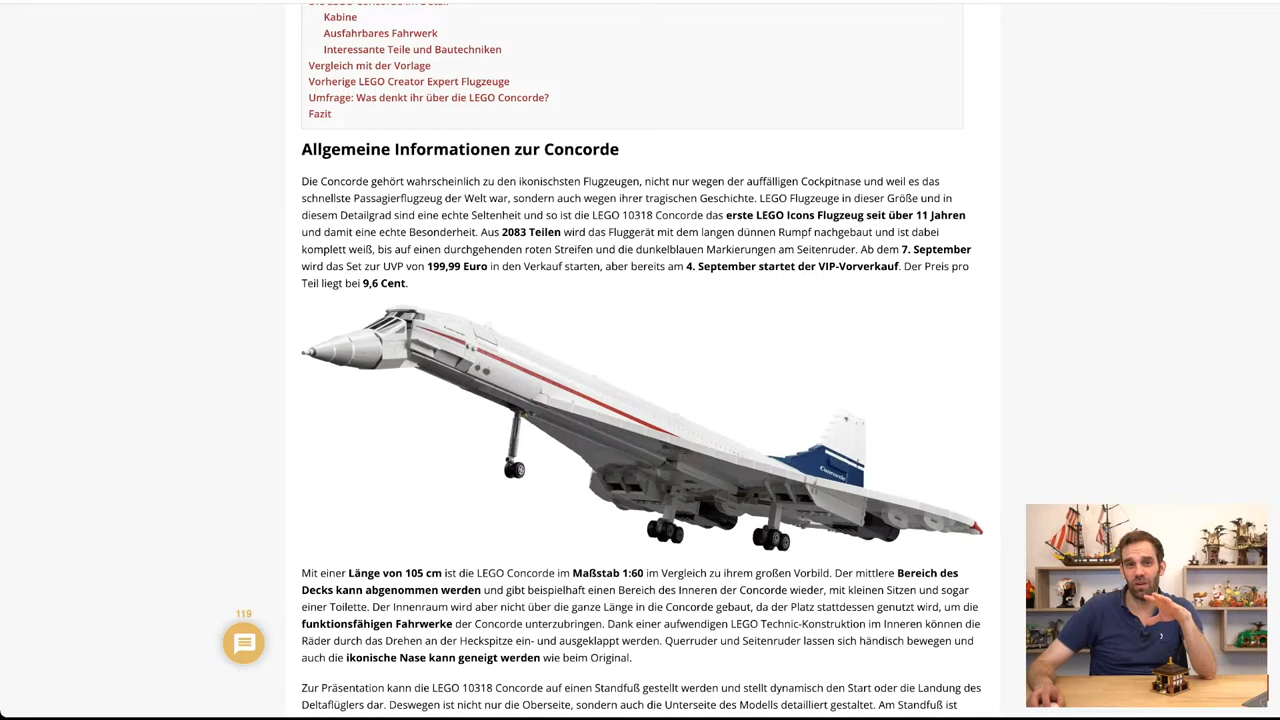 Die LEGO Concorde im Detail
Kabine
Ausfahrbares Fahrwerk
Interessante Teile und Bautechniken
Vergleich mit der Vorlage
Vorherige LEGO Creator Expert Flugzeuge
Umfrage: Was denkt ihr über die LEGO Concorde?
Fazit
Allgemeine Informationen zur Concorde
Die Concorde gehört wahrscheinlich zu den ikonischsten Flugzeugen, nicht nur wegen der auffälligen Cockpitnase und weil es das
schnellste Passagierflugzeug der Welt war, sondern auch wegen ihrer tragischen Geschichte. LEGO Flugzeuge in dieser Größe und in
diesem Detailgrad sind eine echte Seltenheit und so ist die LEGO 10318 Concorde das erste LEGO Icons Flugzeug seit über 11 Jahren
und damit eine echte Besonderheit. Aus 2083 Teilen wird das Fluggerät mit dem langen dünnen Rumpf nachgebaut und ist dabei
komplett weiß, bis auf einen durchgehenden roten Streifen und die dunkelblauen Markierungen am Seitenruder. Ab dem 7. September
wird das Set zur UVP von 199,99 Euro in den Verkauf starten, aber bereits am 4. September startet der VIP-Vorverkauf. Der Preis pro
Teil liegt bei 9,6 Cent.
Concorde
Mit einer Länge von 105 cm ist die LEGO Concorde im Maßstab 1:60 im Vergleich zu ihrem großen Vorbild. Der mittlere Bereich des
Decks kann abgenommen werden und gibt beispielhaft einen Bereich des Inneren der Concorde wieder, mit kleinen Sitzen und sogar
einer Toilette. Der Innenraum wird aber nicht über die ganze Länge in die Concorde gebaut, da der Platz stattdessen genutzt wird, um die
funktionsfähigen Fahrwerke der Concorde unterzubringen. Dank einer aufwendigen LEGO Technic-Konstruktion im Inneren können die
119
Räder durch das Drehen an der Heckspitze ein- und ausgeklappt werden. Querruder und Seitenruder lassen sich händisch bewegen und
auch die ikonische Nase kann geneigt werden wie beim Original.
Zur Präsentation kann die LEGO 10318 Concorde auf einen Standfuß gestellt werden und stellt dynamisch den Start oder die Landung des
Deltaflüglers dar. Deswegen ist nicht nur die Oberseite, sondern auch die Unterseite des Modells detailliert gestaltet. Am Standfuß ist